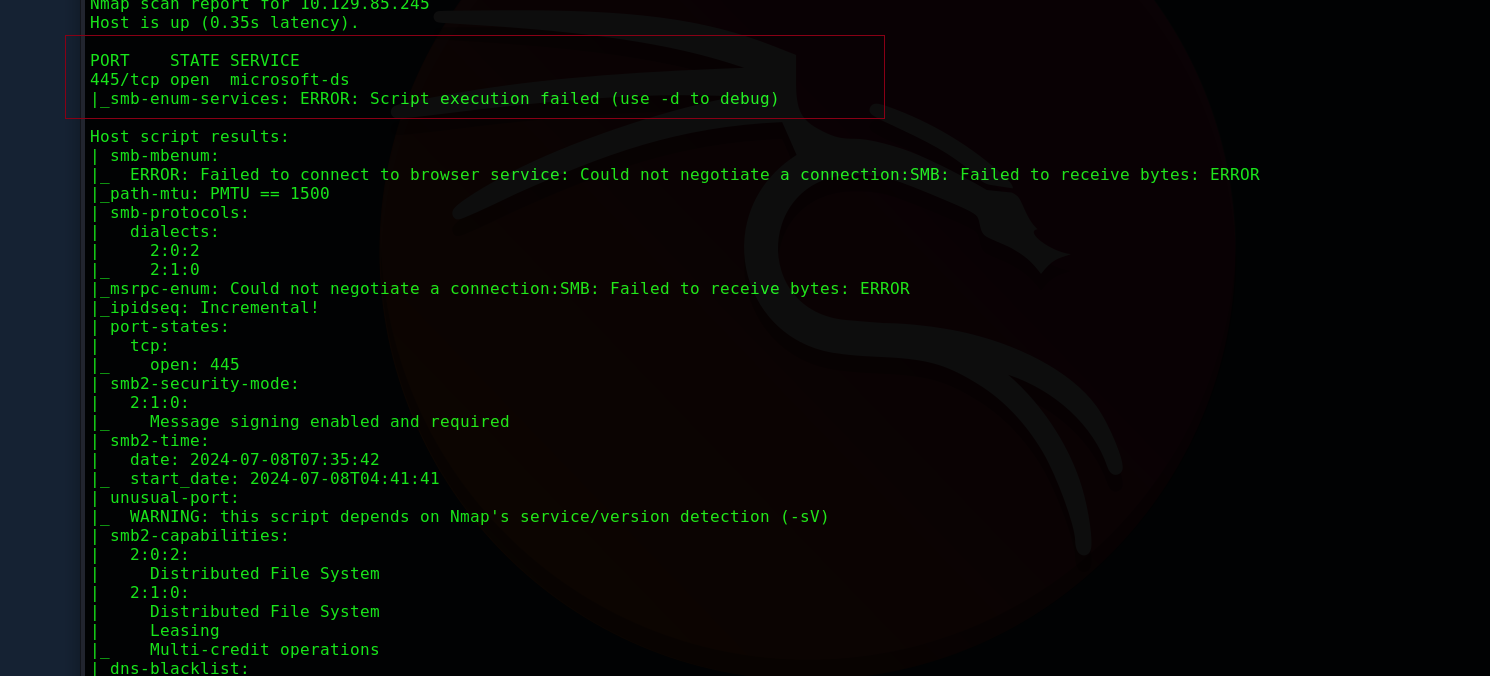 Nmap scan report for 10.129.85.245
Host is up (0.35s latency).
PORT    STATE SERVICE
445/tcp open  microsoft-ds
|_smb-enum-services: ERROR: Script execution failed (use -d to debug)
Host script results:
| smb-mbenum:
|_  ERROR: Failed to connect to browser service: Could not negotiate a connection:SMB: Failed to receive bytes: ERROR
|_path-mtu: PMTU == 1500
| smb-protocols:
|   dialects:
|     2:0:2
|_    2:1:0
|_msrpc-enum: Could not negotiate a connection:SMB: Failed to receive bytes: ERROR
|_ipidseq: Incremental!
| port-states:
|   tcp:
|_    open: 445
| smb2-security-mode:
|   2:1:0:
|_    Message signing enabled and required
| smb2-time:
|   date: 2024-07-08T07:35:42
|_  start_date: 2024-07-08T04:41:41
| unusual-port:
|_  WARNING: this script depends on Nmap's service/version detection (-sV)
| smb2-capabilities:
|   2:0:2:
|     Distributed File System
|   2:1:0:
|     Distributed File System
|     Leasing
|_    Multi-credit operations
| dns-blacklist: